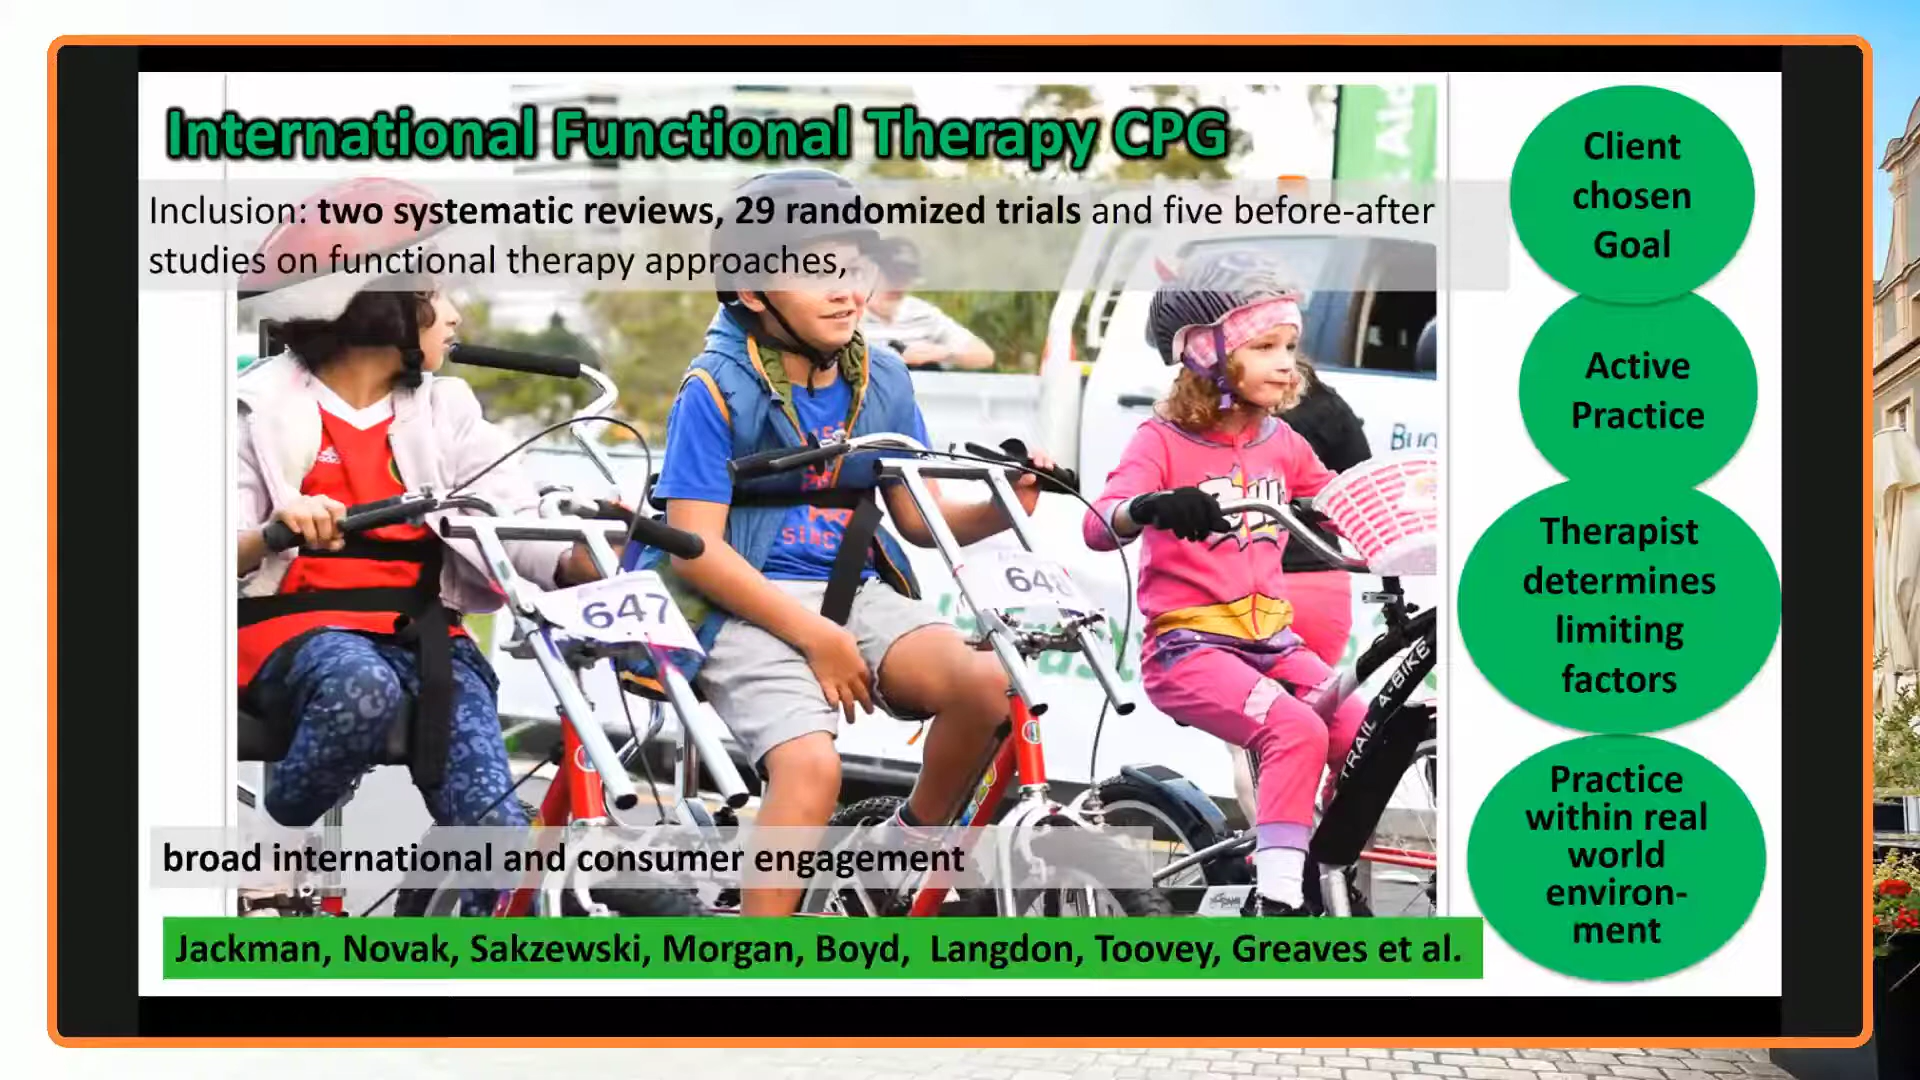 International Functional Therapy CPG
Inclusion: two systematic reviews, 29 randomized trials and five before-after
studies on functional therapy approaches,
Client
chosen
Goal
Active
Practice
Therapist
determines
limiting
factors
Practice
within real
world
environ-
ment
647
TRAIL A-BIKE
broad international and consumer engagement
Jackman, Novak, Sakzewski, Morgan, Boyd,  Langdon, Toovey, Greaves et al.